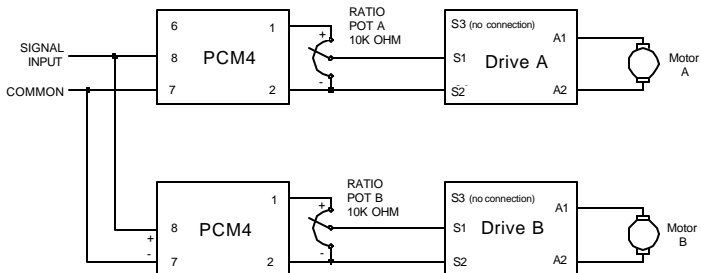 RATIO
POT A
10K OHM
SIGNAL
INPUT
COMMON
6
8
7
1
2
PCM4
+
-
S3 (no connection)
S1
S2
Drive A
A1
A2
Motor
A
RATIO
POT B
10K OHM
8
7
+
-
1
2
PCM4
+
-
S3 (no connection)
S1
S2
Drive B
A1
A2
Motor
B